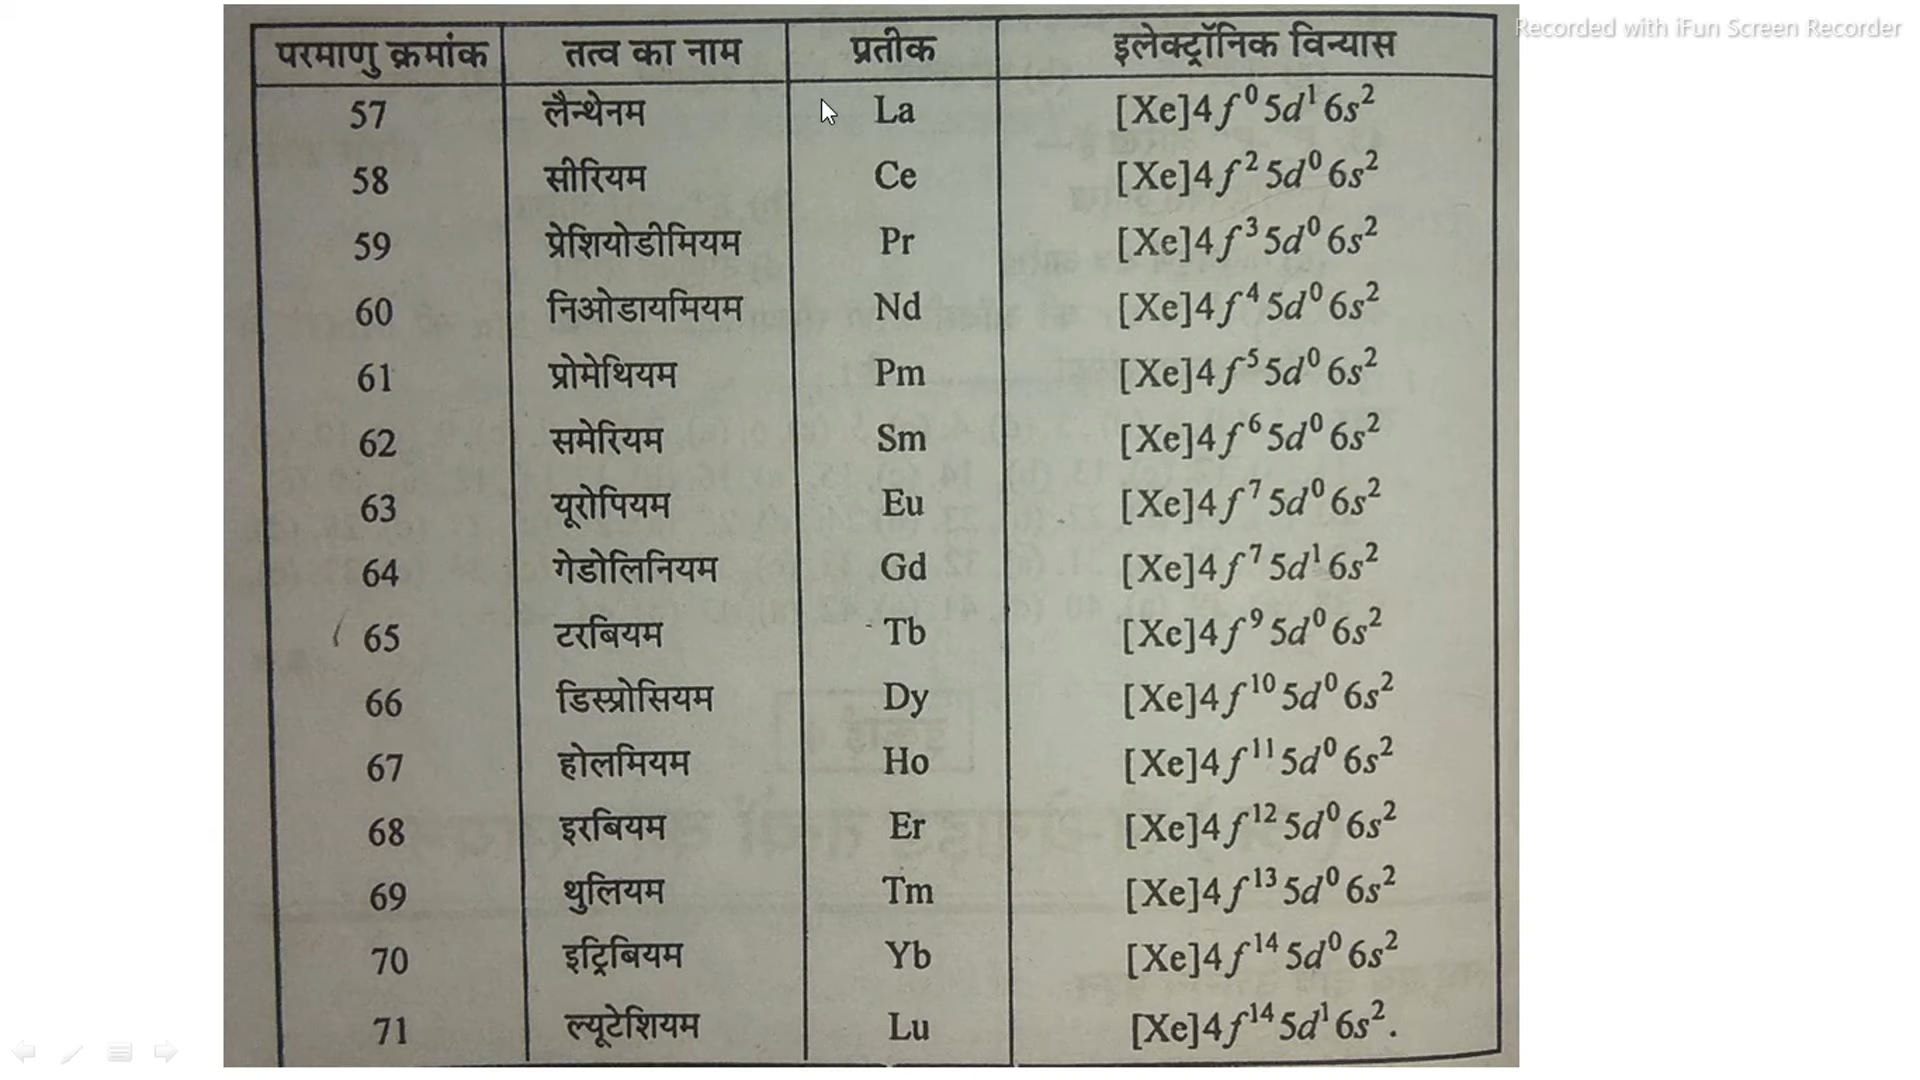 Recorded with iFun Screen Recorder
परमाणु क्रमांक तत्व का नाम प्रतीक इलेक्ट्रॉनिक विन्यास
57 लैन्थेनम La [Xe]4f⁰5d¹6s²
58 सीरियम Ce [Xe]4f²5d⁰6s²
59 प्रेशियोडीमियम Pr [Xe]4f³5d⁰6s²
60 निओडायमियम Nd [Xe]4f⁴5d⁰6s²
61 प्रोमेथियम Pm [Xe]4f⁵5d⁰6s²
62 समेरियम Sm [Xe]4f⁶5d⁰6s²
63 यूरोपियम Eu [Xe]4f⁷5d⁰6s²
64 गेडोलिनियम Gd [Xe]4f⁷5d¹6s²
65 टरबियम Tb [Xe]4f⁹5d⁰6s²
66 डिस्प्रोसियम Dy [Xe]4f¹⁰5d⁰6s²
67 होलमियम Ho [Xe]4f¹¹5d⁰6s²
68 इरबियम Er [Xe]4f¹²5d⁰6s²
69 थुलियम Tm [Xe]4f¹³5d⁰6s²
70 इट्रिबियम Yb [Xe]4f¹⁴5d⁰6s²
71 ल्यूटेशियम Lu [Xe]4f¹⁴5d¹6s².